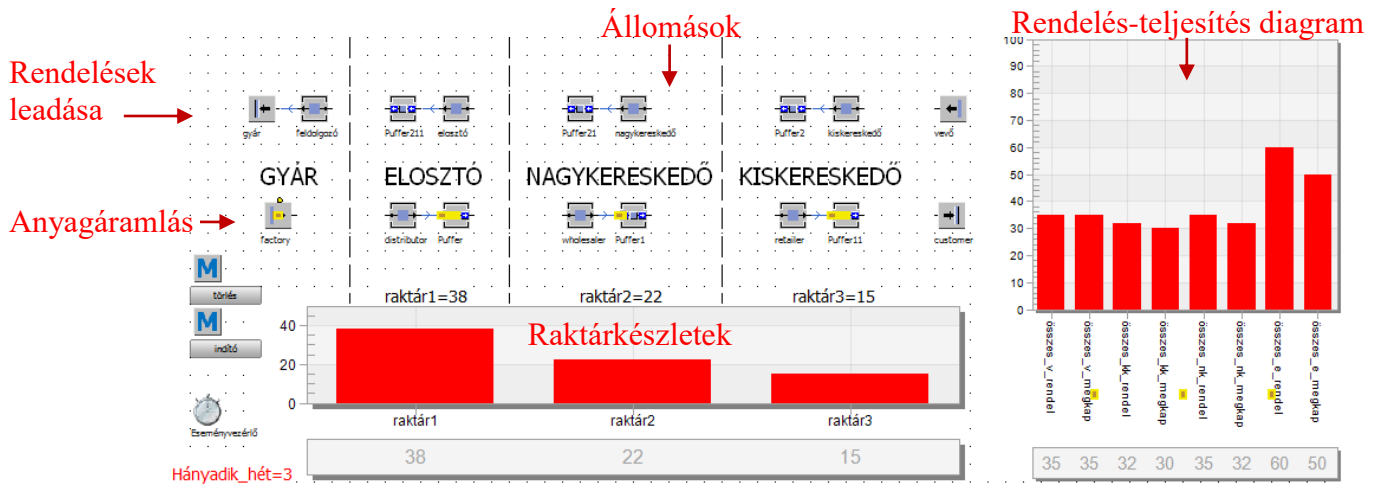 Állomások
Rendelés-teljesítés diagram
Rendelések
leadása
gyár feldolgozó Puffer211 elosztó Puffer21 nagykereskedő Puffer2 kiskereskedő vevő
GYÁR ELOSZTÓ NAGYKERESKEDŐ KISKERESKEDŐ
Anyagáramlás
factory distributor Puffer wholesaler Puffer1 retailer Puffer11 customer
M
törlés
raktár1=38 raktár2=22 raktár3=15
M
indító
Raktárkészletek
40
20
0
raktár1 raktár2 raktár3
Eseményvezérlő
38 22 15
Hányadik_hét=3
100
90
80
70
60
50
40
30
20
10
0
összes_v_rendel
összes_v_megkap
összes_kk_rendel
összes_kk_megkap
összes_nk_rendel
összes_nk_megkap
összes_e_rendel
összes_e_megkap
35 35 32 30 35 32 60 50